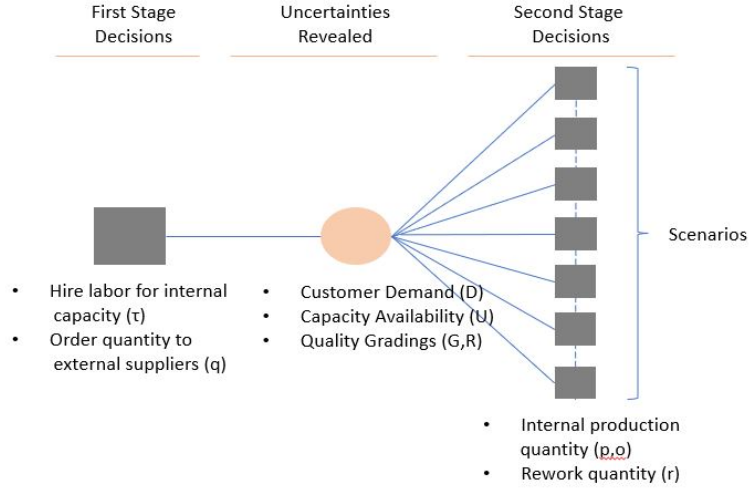 First Stage
Decisions
Uncertainties
Revealed
Second Stage
Decisions
Scenarios
• Hire labor for internal
capacity (τ)
• Order quantity to
external suppliers (q)
• Customer Demand (D)
• Capacity Availability (U)
• Quality Gradings (G,R)
• Internal production
quantity (p,o)
• Rework quantity (r)